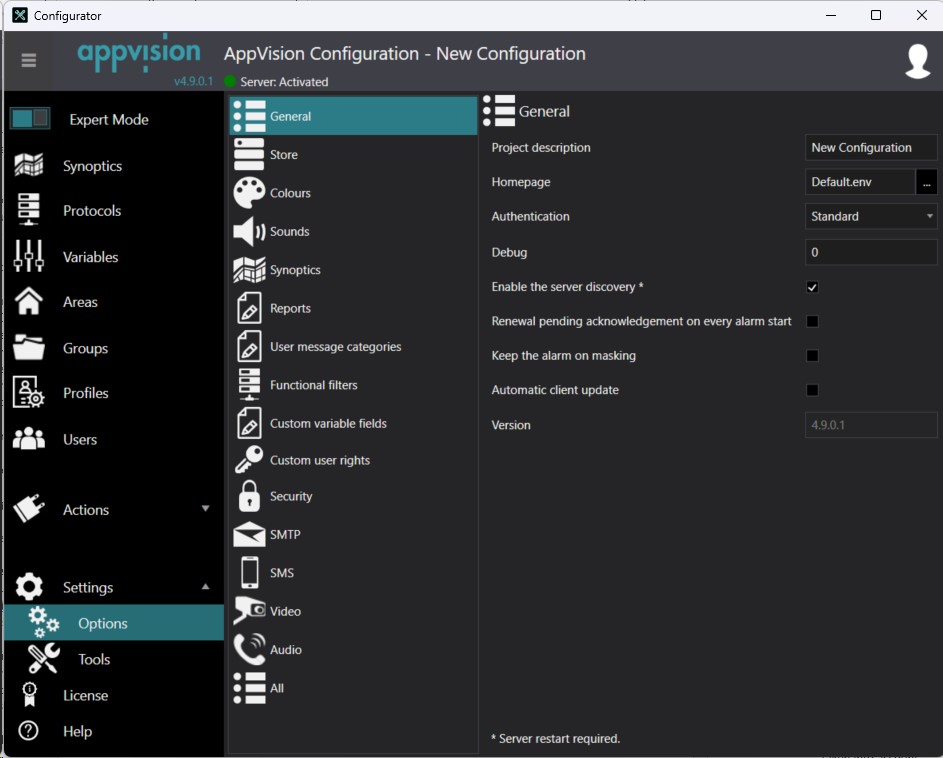 Configurator
appvision
v4.9.0.1
AppVision Configuration - New Configuration
Server: Activated
Expert Mode
Synoptics
Protocols
Variables
Areas
Groups
Profiles
Users
Actions
Settings
Options
Tools
License
Help
General
Store
Colours
Sounds
Synoptics
Reports
User message categories
Functional filters
Custom variable fields
Custom user rights
Security
SMTP
SMS
Video
Audio
All
General
Project description New Configuration
Homepage Default.env ...
Authentication Standard
Debug 0
Enable the server discovery *
Renewal pending acknowledgement on every alarm start
Keep the alarm on masking
Automatic client update
Version 4.9.0.1
* Server restart required.